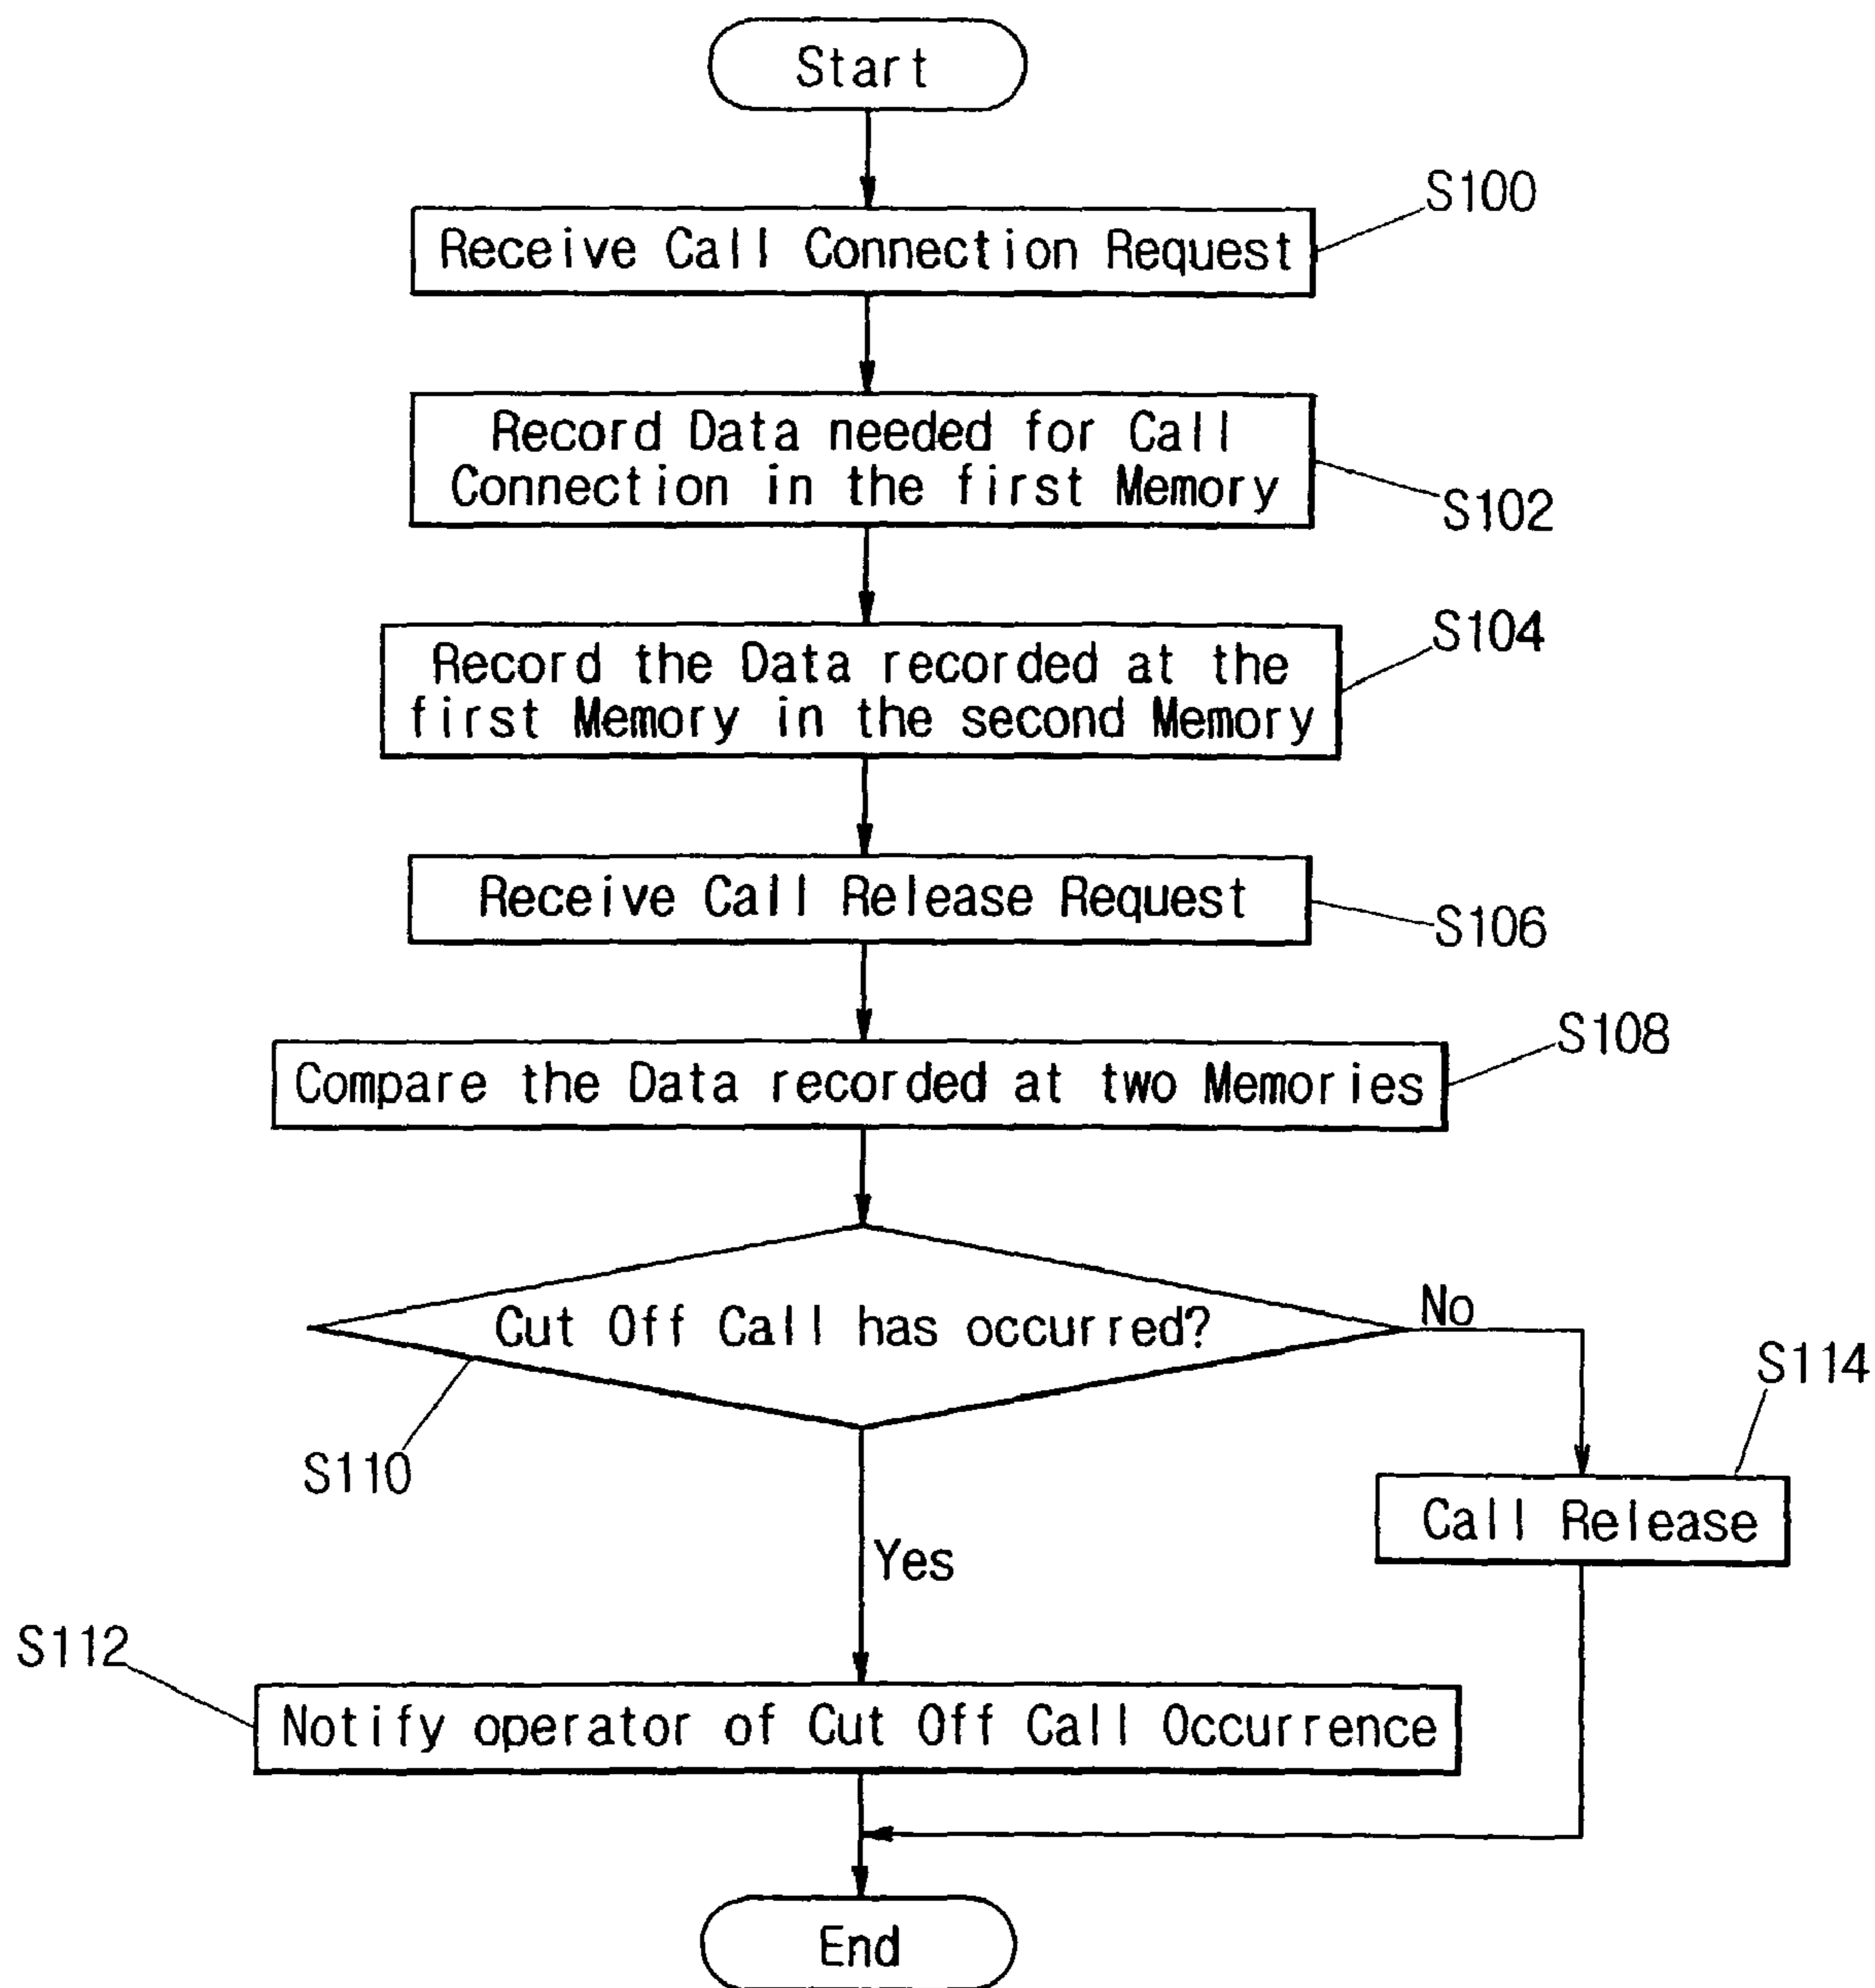 Start
S100
Receive Call Connection Request
Record Data needed for Call
Connection in the first Memory
S102
S104
Record the Data recorded at the
first Memory in the second Memory
Receive Call Release Request
S106
S108
Compare the Data recorded at two Memories
Cut Off Call has occurred?
No
S114
S110
Call Release
Yes
S112
Notify operator of Cut Off Call Occurrence
End